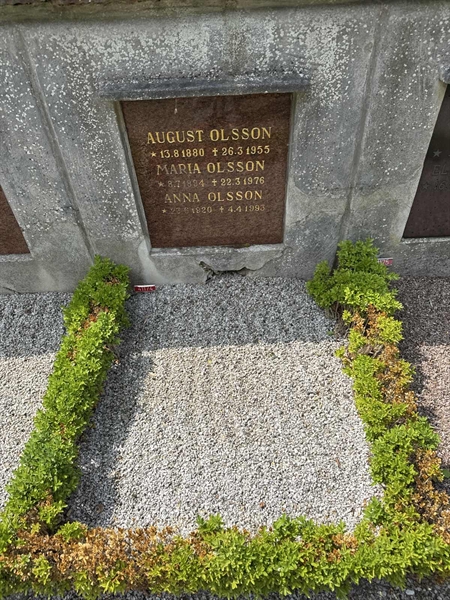 AUGUST OLSSON
* 13.8 1880 ✝ 26.3 1955
MARIA OLSSON
✝ 22.3 1976
ANNA OLSSON
✝ 4.4 1993